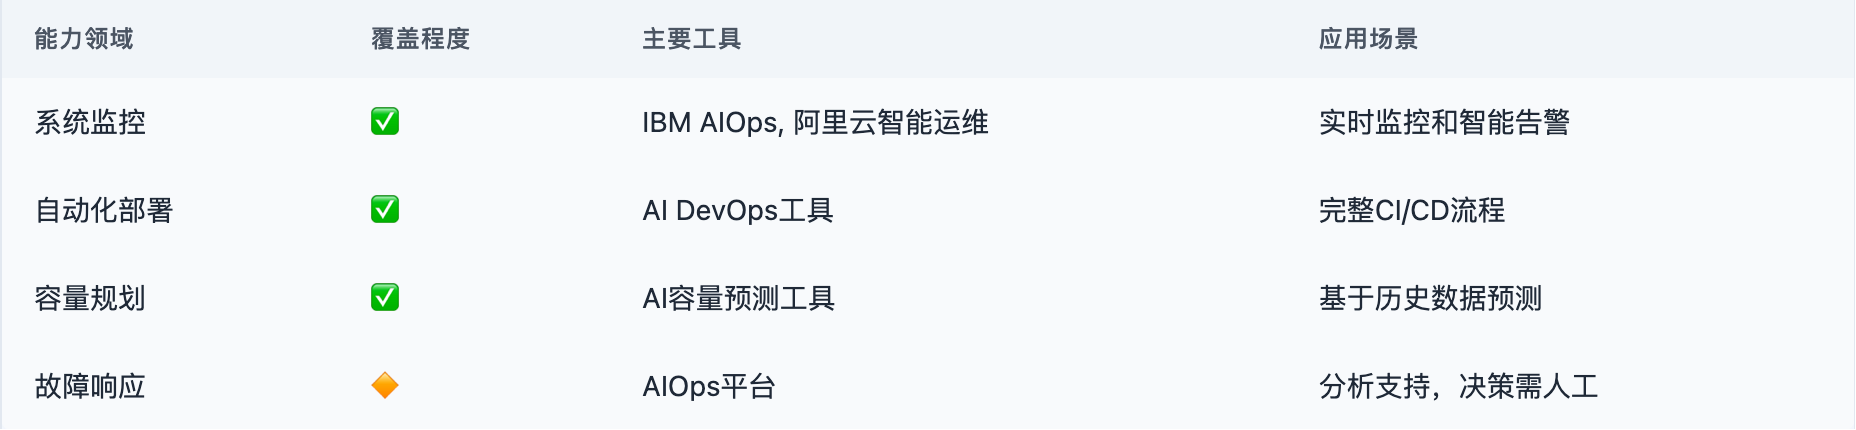 能力领域 覆盖程度 主要工具 应用场景
系统监控 ✅ IBM AIOps, 阿里云智能运维 实时监控和智能告警
自动化部署 ✅ AI DevOps工具 完整CI/CD流程
容量规划 ✅ AI容量预测工具 基于历史数据预测
故障响应 🔶 AIOps平台 分析支持，决策需人工